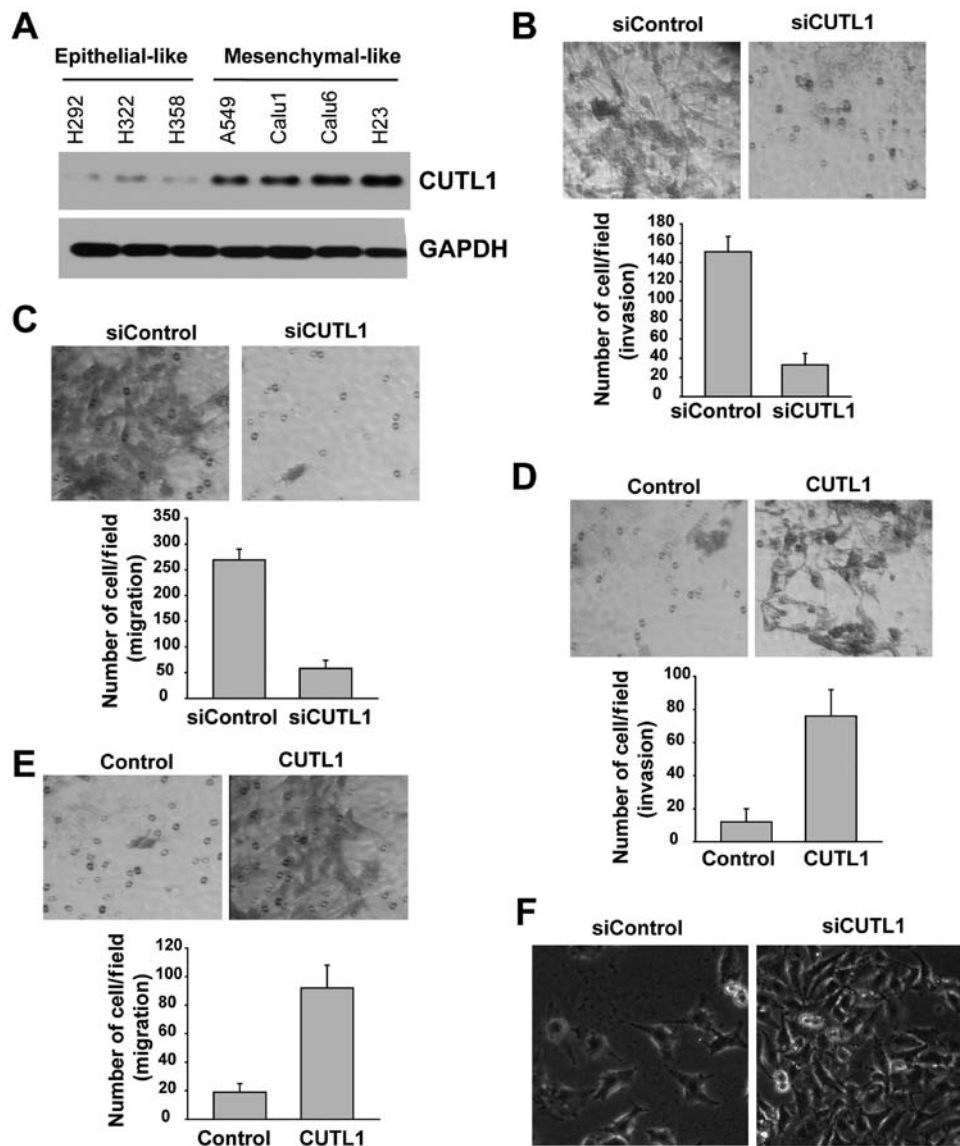 A
Epithelial-like Mesenchymal-like
H292 H322 H358 A549 Calu1 Calu6 H23
CUTL1
GAPDH
B
siControl siCUTL1
Number of cell/field
(invasion)
180
160
140
120
100
80
60
40
20
0
siControl siCUTL1
C
siControl siCUTL1
Number of cell/field
(migration)
350
300
250
200
150
100
50
0
siControl siCUTL1
D
Control CUTL1
Number of cell/field
(invasion)
100
80
60
40
20
0
Control CUTL1
E
Control CUTL1
Number of cell/field
(migration)
120
100
80
60
40
20
0
Control CUTL1
F
siControl siCUTL1